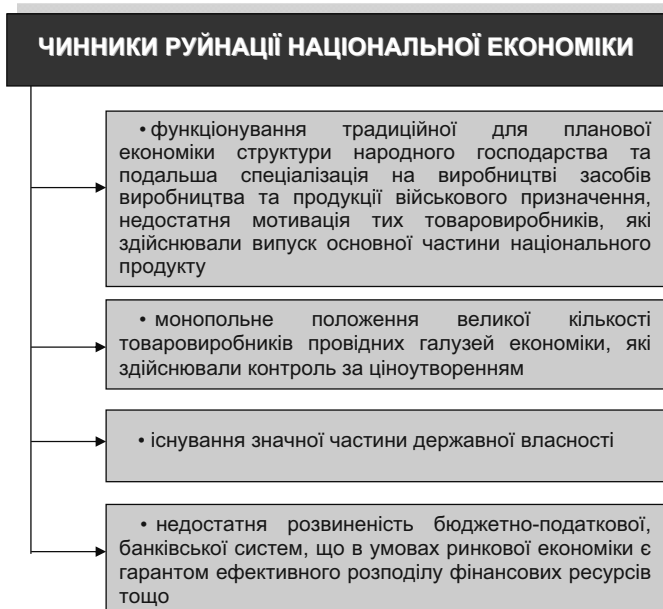 ЧИННИКИ РУЙНАЦІЇ НАЦІОНАЛЬНОЇ ЕКОНОМІКИ
• функціонування традиційної для планової
економіки структури народного господарства та
подальша спеціалізація на виробництві засобів
виробництва та продукції військового призначення,
недостатня мотивація тих товаровиробників, які
здійснювали випуск основної частини національного
продукту
• монопольне положення великої кількості
товаровиробників провідних галузей економіки, які
здійснювали контроль за ціноутворенням
• існування значної частини державної власності
• недостатня розвиненість бюджетно-податкової,
банківської систем, що в умовах ринкової економіки є
гарантом ефективного розподілу фінансових ресурсів
тощо